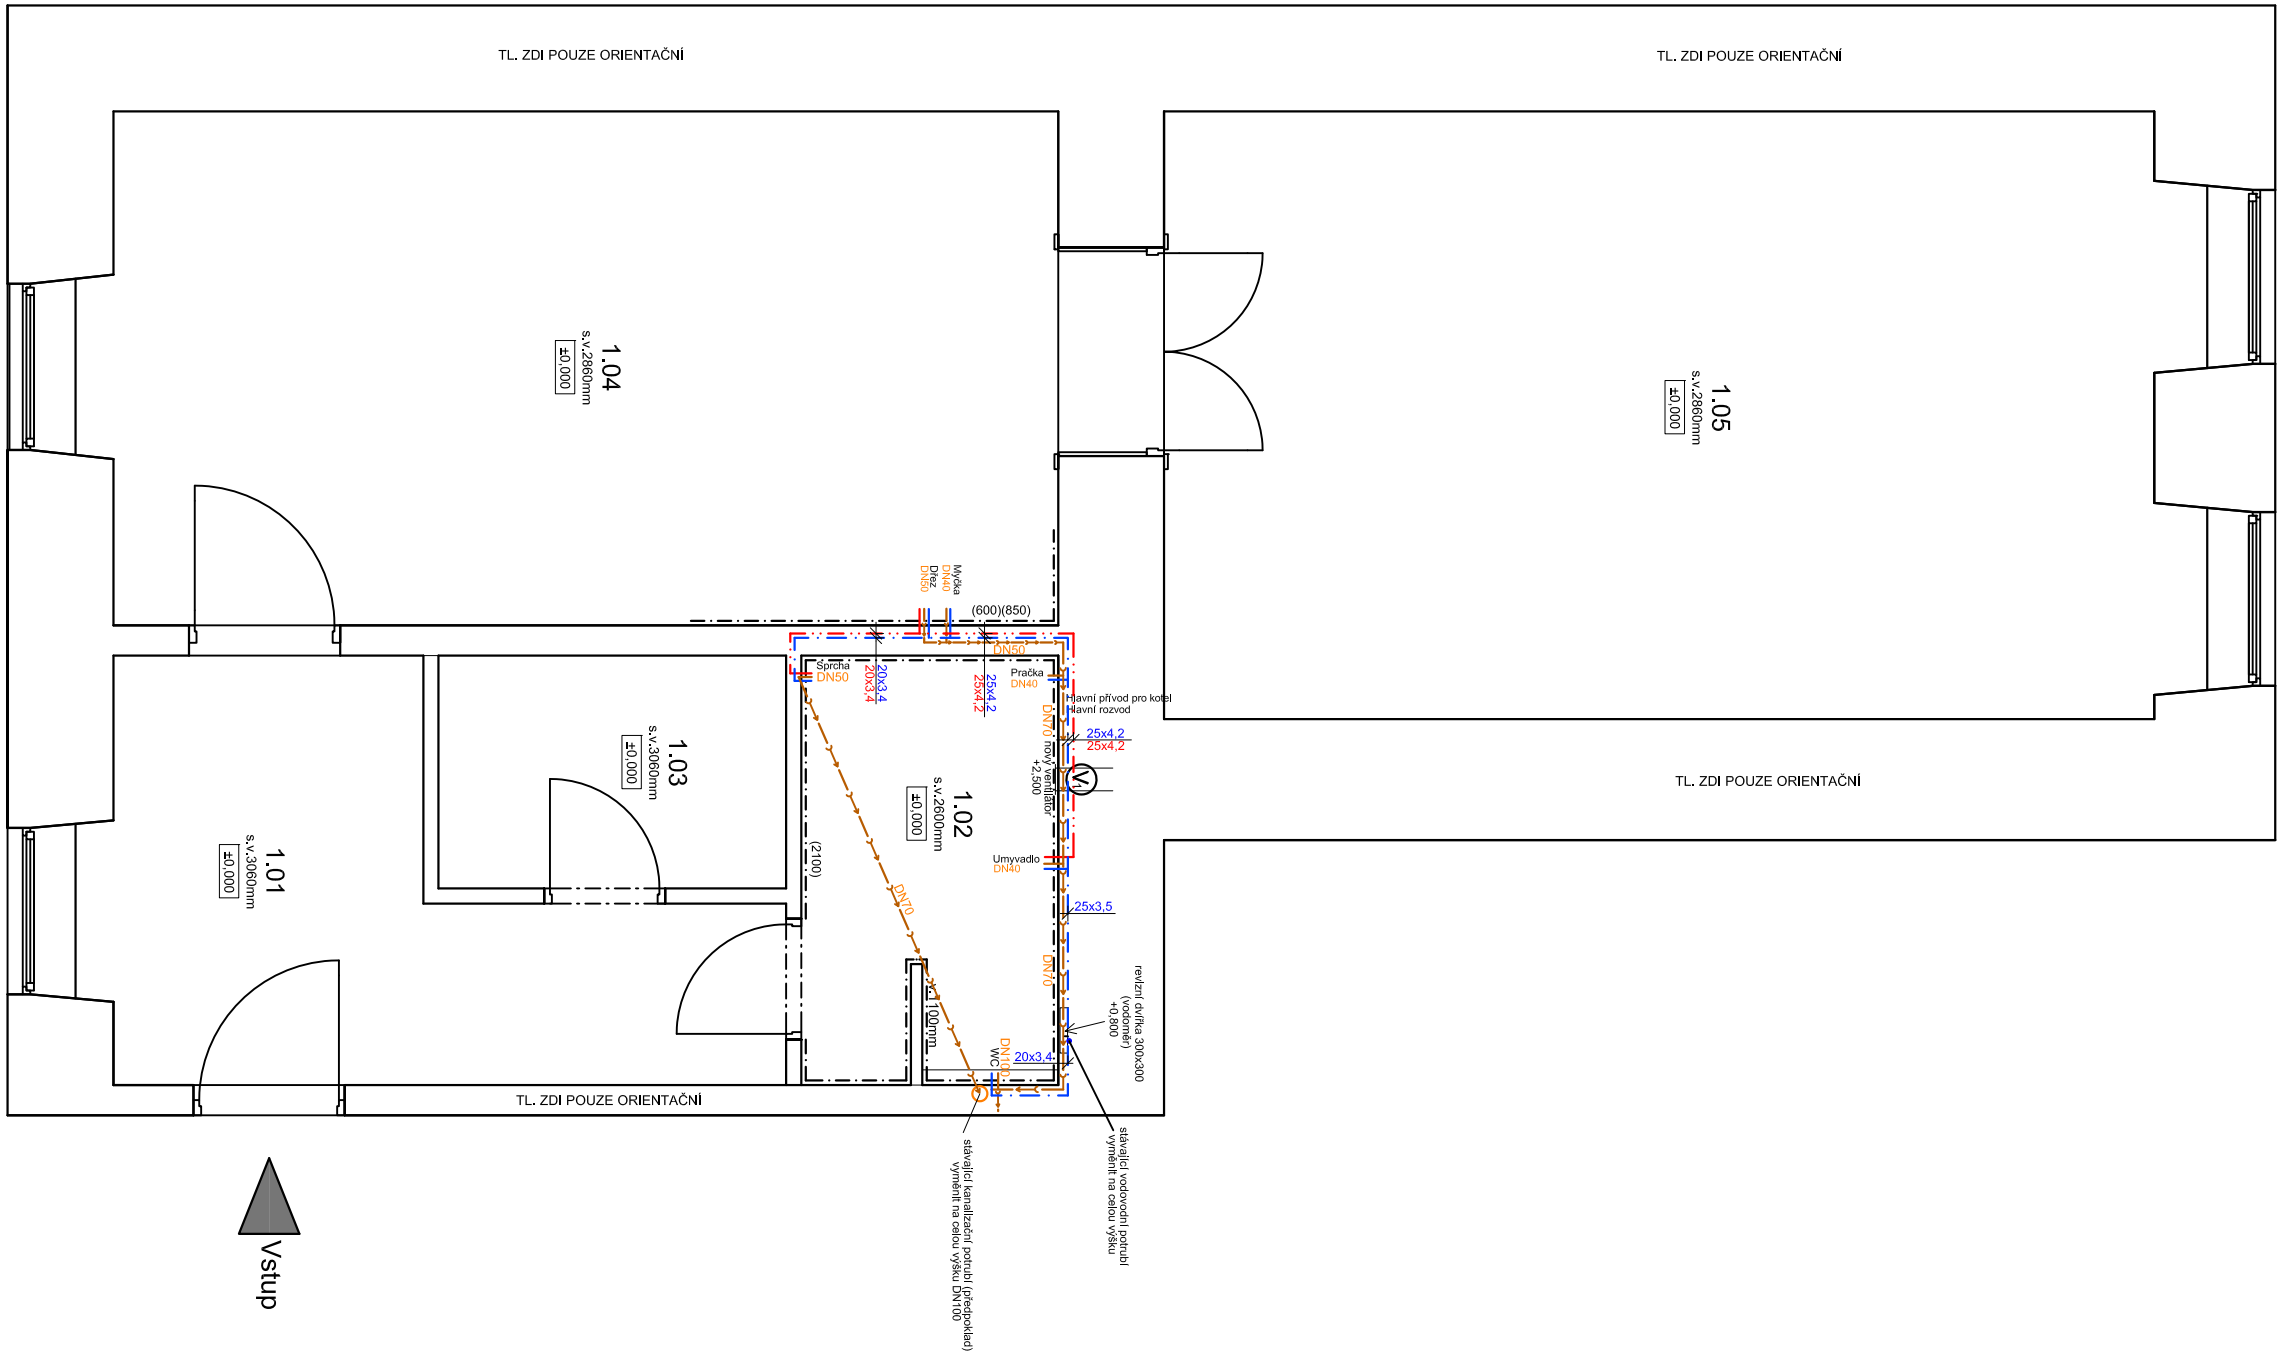 TL. ZDI POUZE ORIENTAČNÍ
TL. ZDI POUZE ORIENTAČNÍ
1.04
s.v.2860mm
±0,000
1.05
s.v.2860mm
±0,000
Myčka
DN40
Dřez
DN50
(600)(850)
DN50
Sprcha
DN50
20x3,4
20x3,4
25x4,2
25x4,2
Pračka
DN40
Hlavní přívod pro kotel
Hlavní rozvod
25x4,2
25x4,2
DN70
nový ventilátor
+2,500
V1
TL. ZDI POUZE ORIENTAČNÍ
1.03
s.v.3060mm
±0,000
1.02
s.v.2600mm
±0,000
1.01
s.v.3060mm
±0,000
(2100)
Umyvadlo
DN40
DN70
25x3,5
DN70
revizní dvířka 300x300
(vodoměr)
+0,800
v.1100mm
WC
DN100
20x3,4
TL. ZDI POUZE ORIENTAČNÍ
stávající vodovodní potrubí
vyměnit na celou výšku
stávající kanalizační potrubí (předpoklad)
vyměnit na celou výšku DN100
Vstup